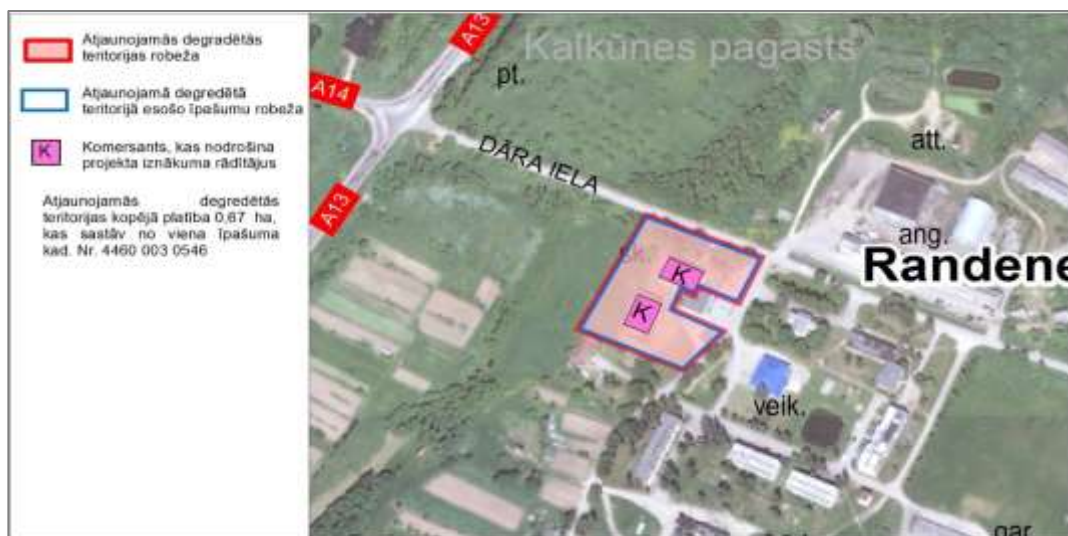 Atjaunojamās degradētās
teritorijas robeža
Atjaunojamā degredētā
teritorijā esošo īpašumu robeža
K
Komersants, kas nodrošina
projekta iznākuma rādītājus
Atjaunojamās degredētās
teritorijas kopējā platība 0,67 ha,
kas sastāv no viena īpašuma
kad. Nr. 4460 003 0546
A13
Kalkūnes pagasts
pt.
A14
DĀRA IELA
att.
A13
ang.
Randene
K
K
veik.
gar.